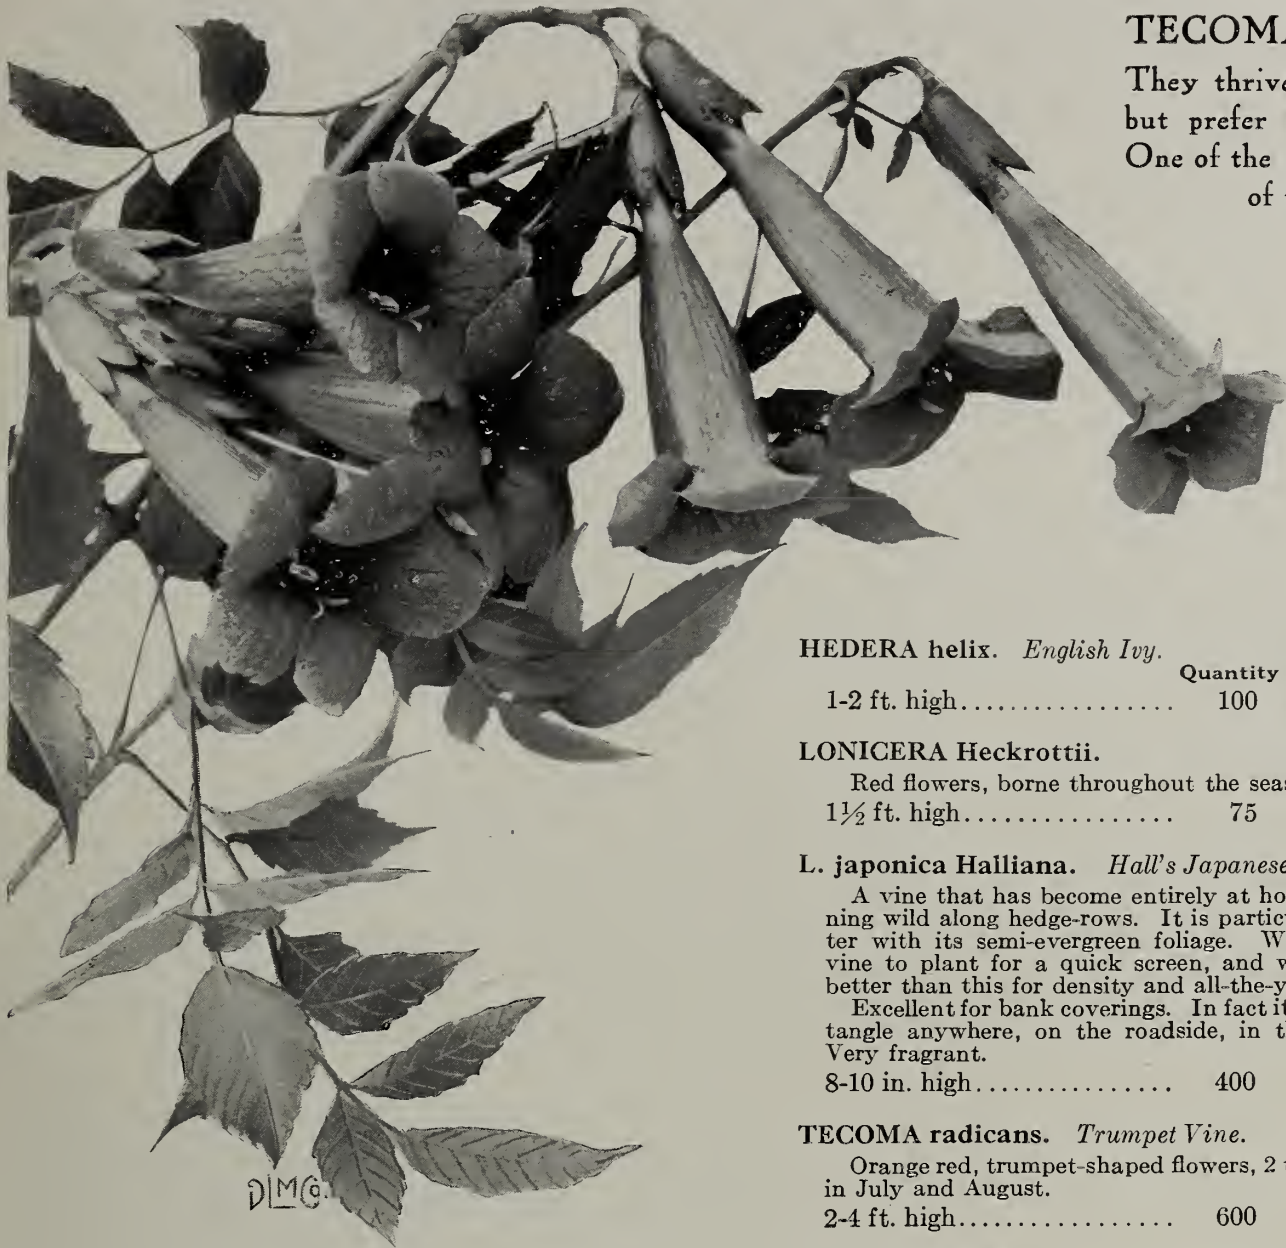 TECOMA
They thrive
but prefer
One of the
of
HEDERA helix. English Ivy.
Quantity
1-2 ft. high................. 100
LONICERA Heckrottii.
Red flowers, borne throughout the seas
1½ ft. high................ 75
L. japonica Halliana. Hall's Japanese
A vine that has become entirely at ho
ning wild along hedge-rows. It is partic
ter with its semi-evergreen foliage. W
vine to plant for a quick screen, and
better than this for density and all-the-y
Excellent for bank coverings. In fact it
tangle anywhere, on the roadside, in t
Very fragrant.
8-10 in. high............... 400
TECOMA radicans. Trumpet Vine.
Orange red, trumpet-shaped flowers, 2
in July and August.
2-4 ft. high................. 600
DLMCo.